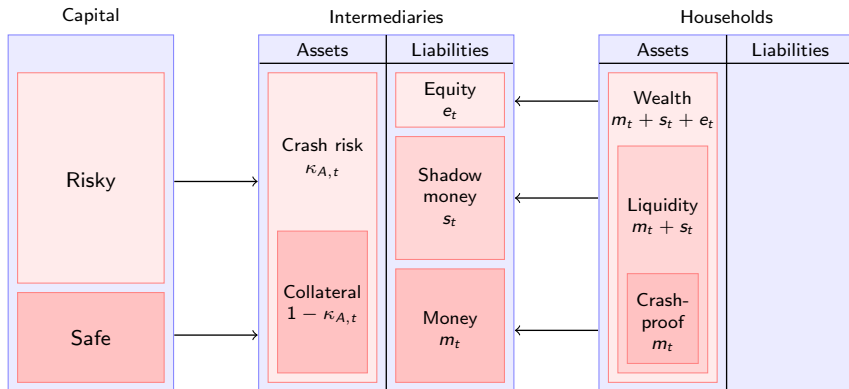 Capital
Risky
Safe
Intermediaries
Assets
Liabilities
Crash risk
κ_{A,t}
Collateral
1 − κ_{A,t}
Equity
e_t
Shadow
money
s_t
Money
m_t
Households
Assets
Liabilities
Wealth
m_t + s_t + e_t
Liquidity
m_t + s_t
Crash-
proof
m_t